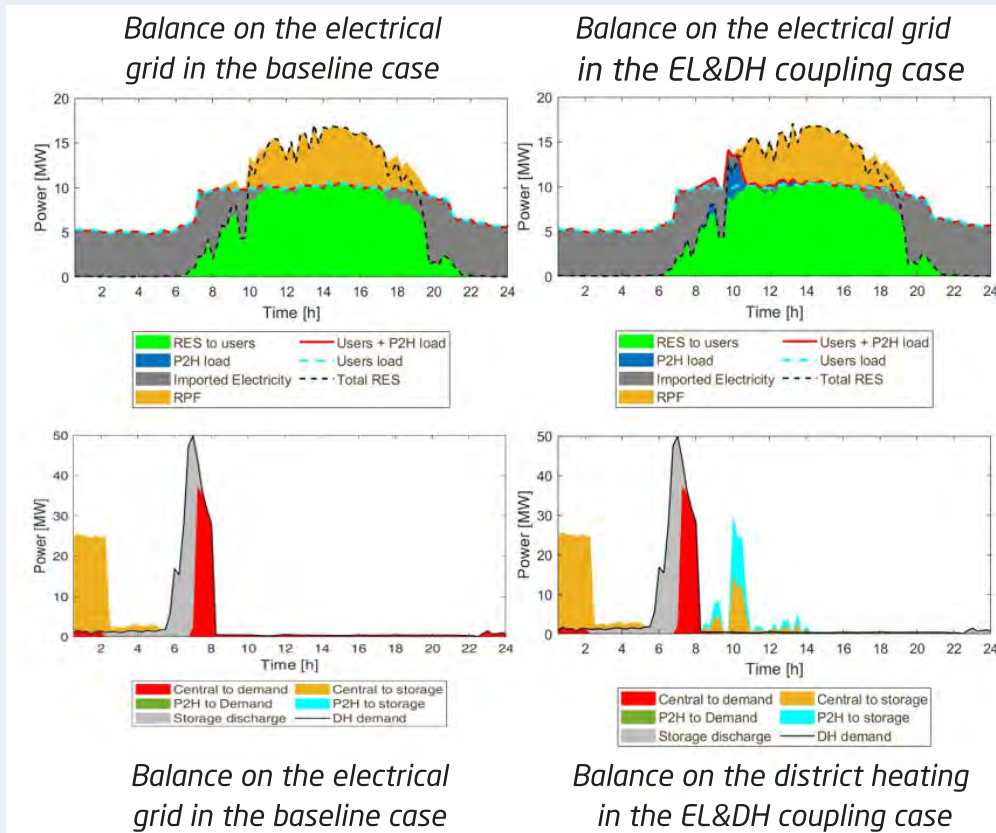 Balance on the electrical
grid in the baseline case
Balance on the electrical grid
in the EL&DH coupling case
Power [MW]
20
15
10
5
0
2 4 6 8 10 12 14 16 18 20 22 24
Time [h]
RES to users
P2H load
Imported Electricity
RPF
Users + P2H load
Users load
Total RES
Power [MW]
20
15
10
5
0
2 4 6 8 10 12 14 16 18 20 22 24
Time [h]
RES to users
P2H load
Imported Electricity
RPF
Users + P2H load
Users load
Total RES
Power [MW]
50
40
30
20
10
0
2 4 6 8 10 12 14 16 18 20 22 24
Time [h]
Central to demand
P2H to Demand
Storage discharge
Central to storage
P2H to storage
DH demand
Power [MW]
50
40
30
20
10
0
2 4 6 8 10 12 14 16 18 20 22 24
Time [h]
Central to demand
P2H to Demand
Storage discharge
Central to storage
P2H to storage
DH demand
Balance on the electrical
grid in the baseline case
Balance on the district heating
in the EL&DH coupling case